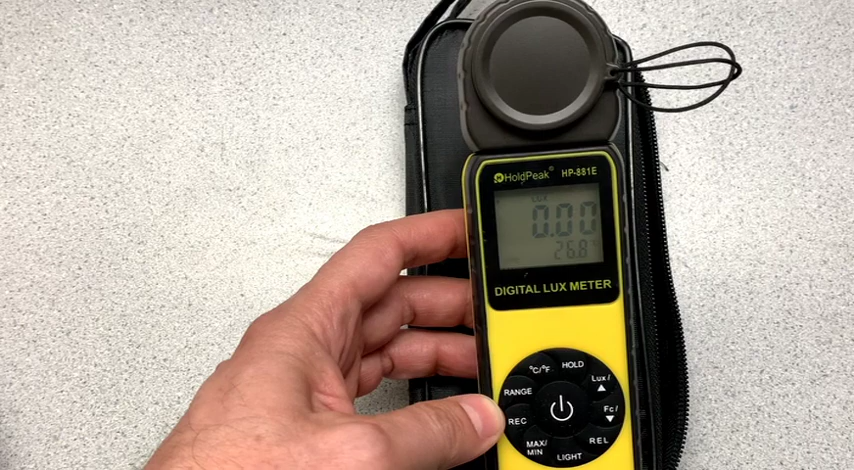 HoldPeak® HP-881E
LUX
0.00
26.8
DIGITAL LUX METER
°C/°F
HOLD
RANGE
Lux/▲
REC
Fc/▼
MAX/
MIN
REL
LIGHT